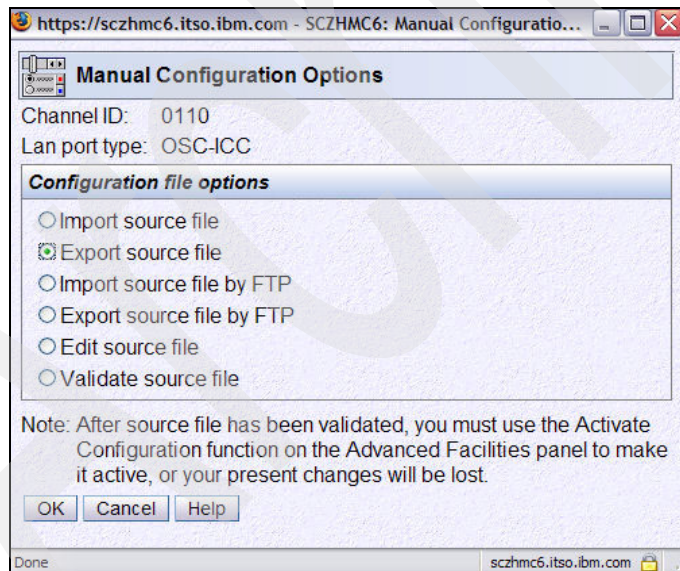 https://sczhmc6.itso.ibm.com - SCZHMC6: Manual Configuratio...
Manual Configuration Options
Channel ID: 0110
Lan port type: OSC-ICC
Configuration file options
Import source file
Export source file
Import source file by FTP
Export source file by FTP
Edit source file
Validate source file
Note: After source file has been validated, you must use the Activate
Configuration function on the Advanced Facilities panel to make
it active, or your present changes will be lost.
OK Cancel Help
Done sczhmc6.itso.ibm.com